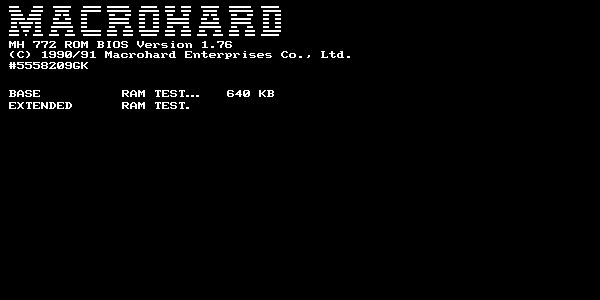 MACROHARD
MH 772 ROM BIOS Version 1.76
(C) 1990/91 Macrohard Enterprises Co., Ltd.
#5558209GK
BASE RAM TEST... 640 KB
EXTENDED RAM TEST.